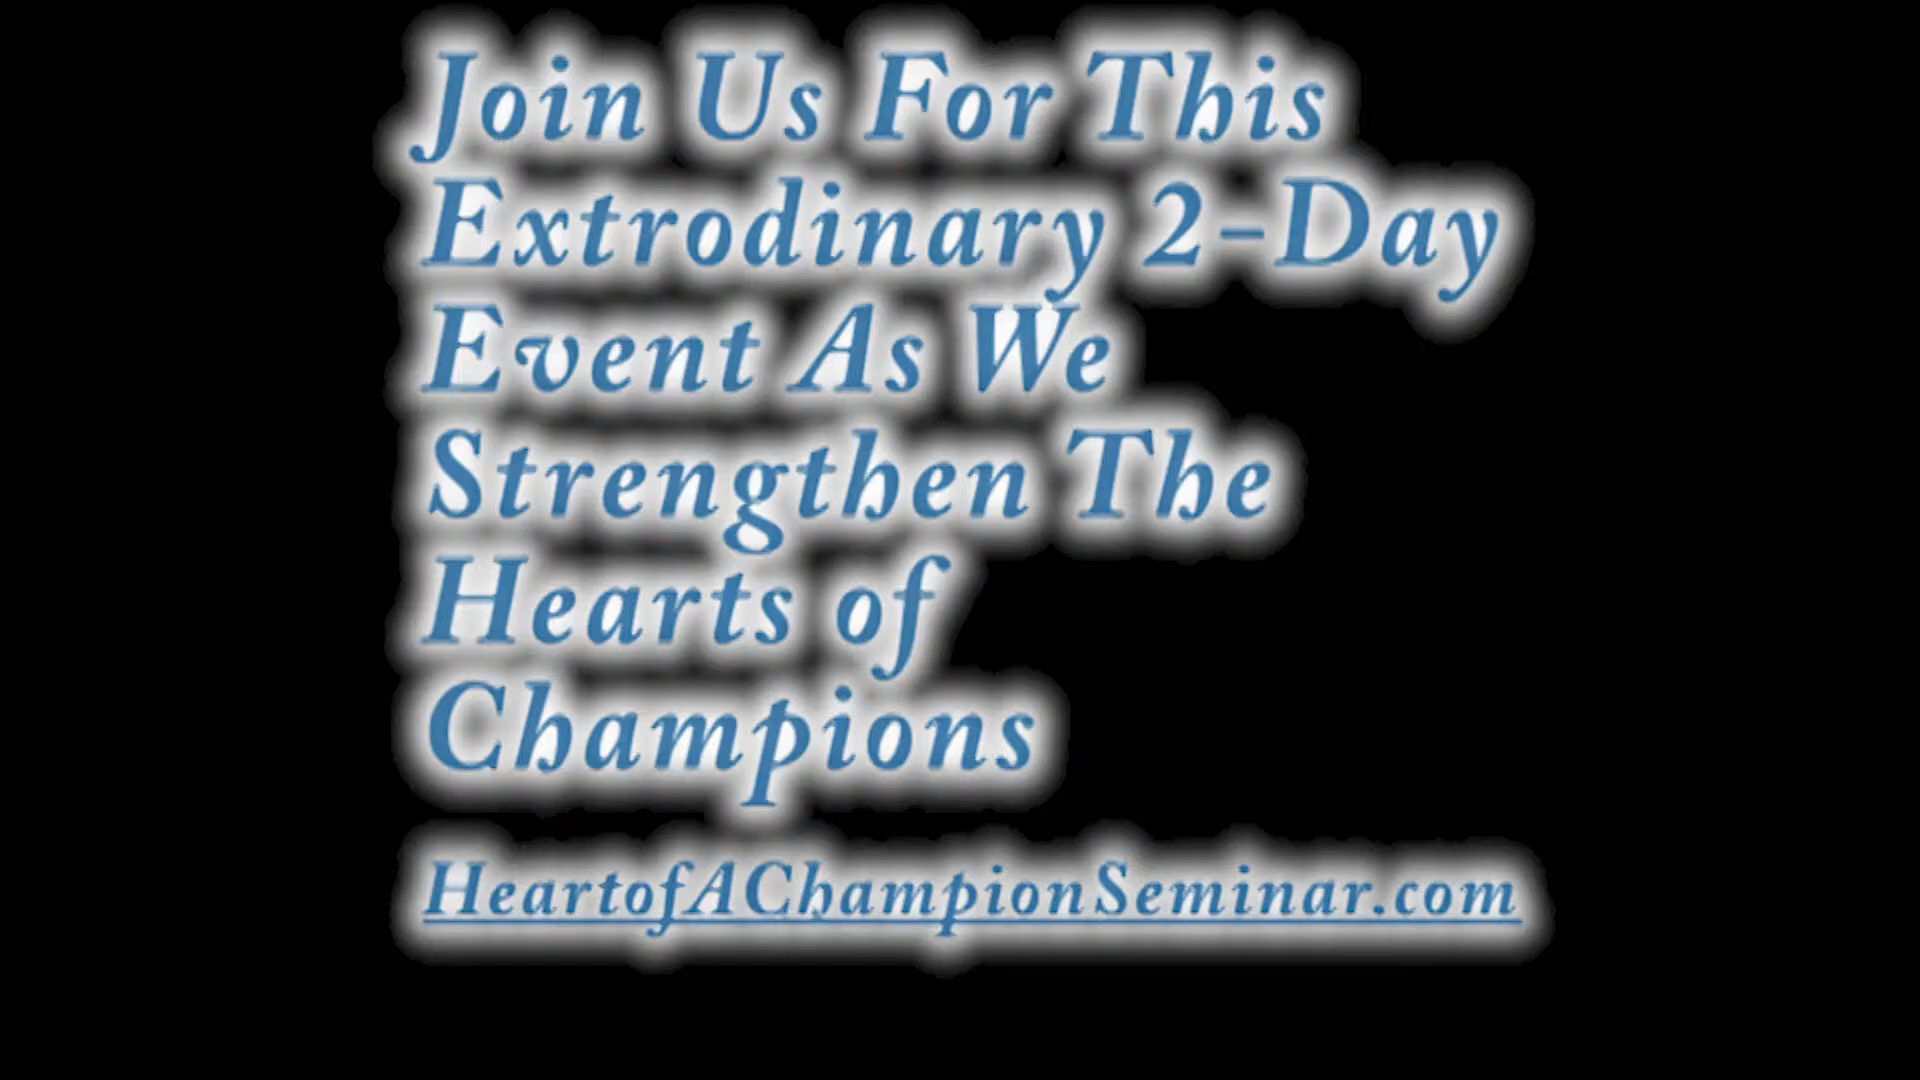 Join Us For This
Extrodinary 2-Day
Event As We
Strengthen The
Hearts of
Champions
HeartofAChampionSeminar.com